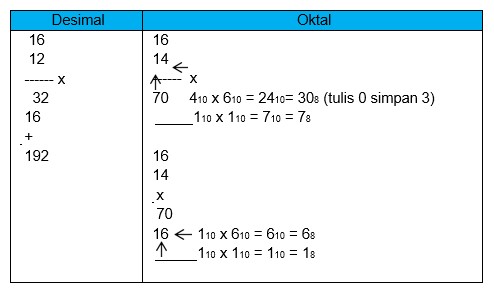 Desimal Oktal
16
12
------ x
32
16
.+
192
16
14
------ x
70 4₁₀ x 6₁₀ = 24₁₀= 30₈ (tulis 0 simpan 3)
_____1₁₀ x 1₁₀ = 7₁₀ = 7₈
16
14
.x
70
16 1₁₀ x 6₁₀ = 6₁₀ = 6₈
_____1₁₀ x 1₁₀ = 1₁₀ = 1₈